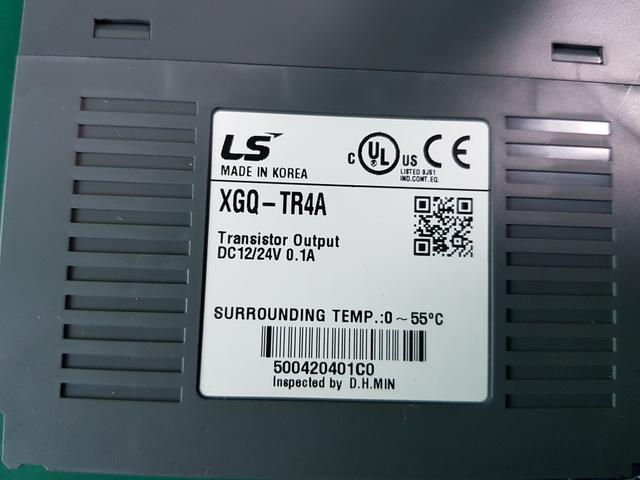 LS
MADE IN KOREA
C UL US
LISTED 9J51
IND.CONT.EQ.
CE
XGQ-TR4A
Transistor Output
DC12/24V 0.1A
SURROUNDING TEMP.:0~55°C
500420401C0
Inspected by D.H.MIN